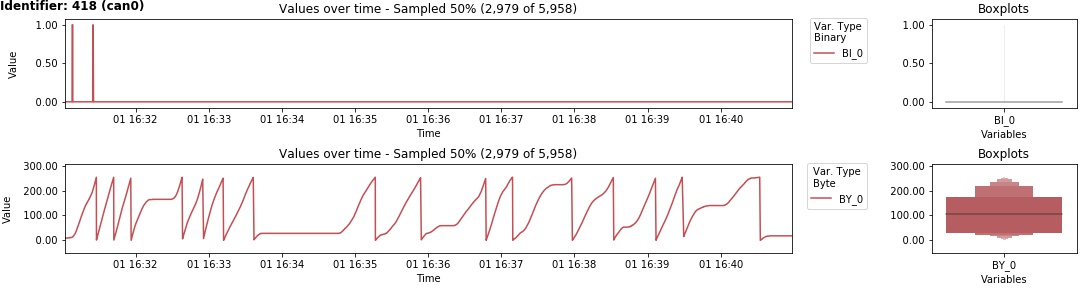 Identifier: 418 (can0)
Values over time - Sampled 50% (2,979 of 5,958)
1.00
0.50
0.00
Value
01 16:32 01 16:33 01 16:34 01 16:35 01 16:36 01 16:37 01 16:38 01 16:39 01 16:40
Time
Var. Type
Binary
BI_0
Boxplots
1.00
0.50
0.00
BI_0
Variables
Values over time - Sampled 50% (2,979 of 5,958)
300.00
200.00
100.00
0.00
Value
01 16:32 01 16:33 01 16:34 01 16:35 01 16:36 01 16:37 01 16:38 01 16:39 01 16:40
Time
Var. Type
Byte
BY_0
Boxplots
300.00
200.00
100.00
0.00
BY_0
Variables